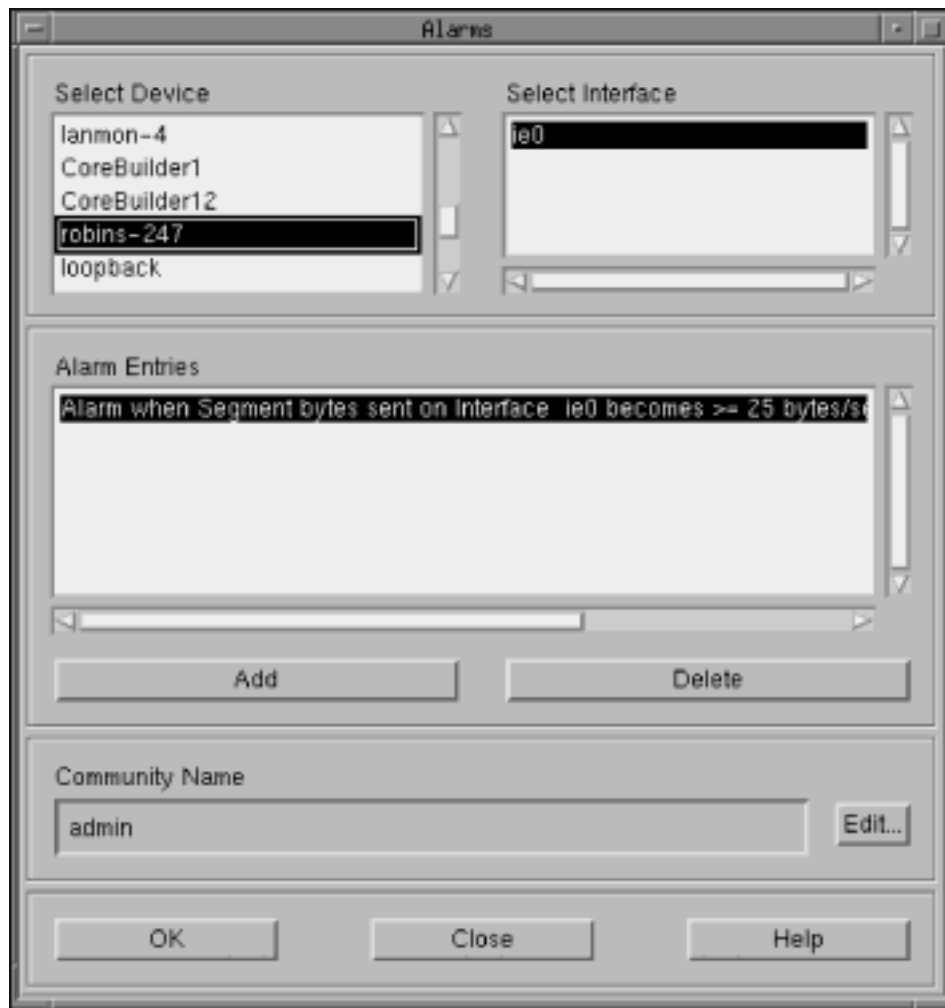 Alarms
Select Device
lanmon-4
CoreBuilder1
CoreBuilder12
robins-247
loopback
Select Interface
ie0
Alarm Entries
Alarm when Segment bytes sent on Interface ie0 becomes >= 25 bytes/se
Add
Delete
Community Name
admin
Edit...
OK
Close
Help